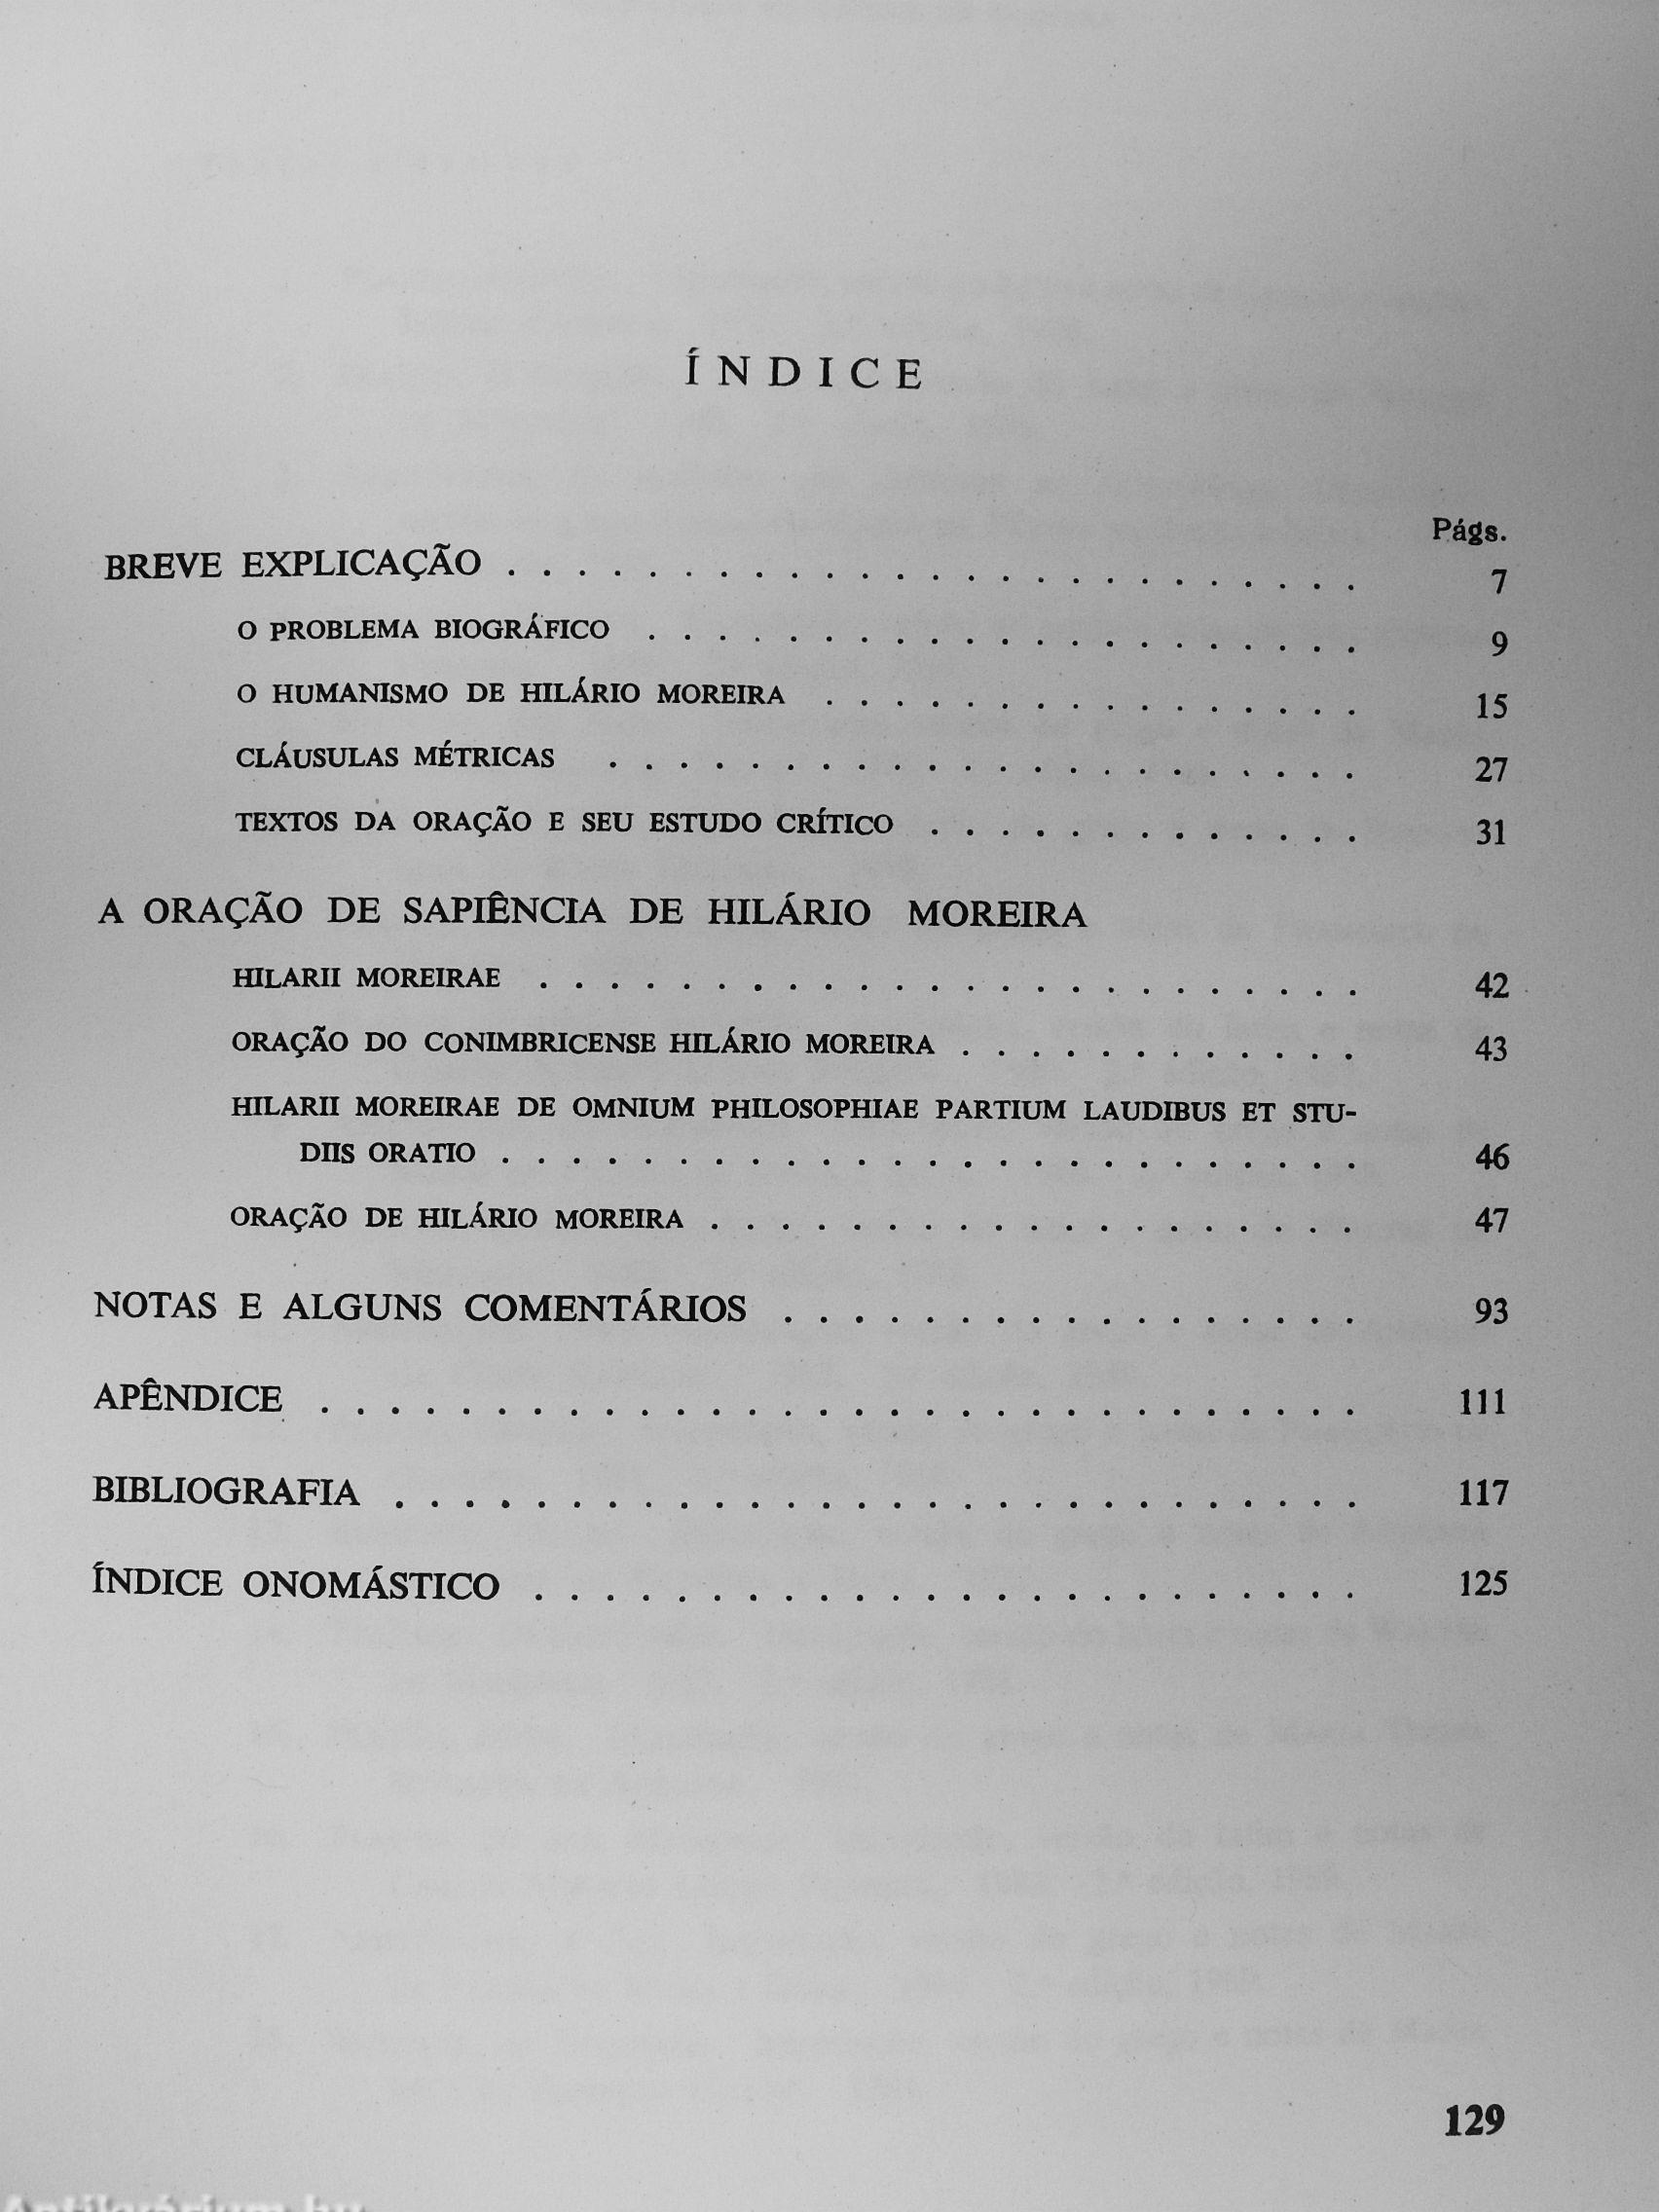 ÍNDICE
Págs.
BREVE EXPLICAÇÃO . . . . . . . . . . . . . . . . . . . . . . . . 7
O PROBLEMA BIOGRÁFICO . . . . . . . . . . . . . . . . . . . . . 9
O HUMANISMO DE HILÁRIO MOREIRA . . . . . . . . . . . . . . . . 15
CLÁUSULAS MÉTRICAS . . . . . . . . . . . . . . . . . . . . . . 27
TEXTOS DA ORAÇÃO E SEU ESTUDO CRÍTICO . . . . . . . . . . . . . 31
A ORAÇÃO DE SAPIÊNCIA DE HILÁRIO MOREIRA
HILARII MOREIRAE . . . . . . . . . . . . . . . . . . . . . . . . 42
ORAÇÃO DO CONIMBRICENSE HILÁRIO MOREIRA . . . . . . . . . . . . 43
HILARII MOREIRAE DE OMNIUM PHILOSOPHIAE PARTIUM LAUDIBUS ET STU-
DIIS ORATIO . . . . . . . . . . . . . . . . . . . . . . . . . 46
ORAÇÃO DE HILÁRIO MOREIRA . . . . . . . . . . . . . . . . . . . 47
NOTAS E ALGUNS COMENTÁRIOS . . . . . . . . . . . . . . . . . 93
APÊNDICE . . . . . . . . . . . . . . . . . . . . . . . . . . . . . . 111
BIBLIOGRAFIA . . . . . . . . . . . . . . . . . . . . . . . . . . . . 117
ÍNDICE ONOMÁSTICO . . . . . . . . . . . . . . . . . . . . . . . . 125
129
Antikvárium.hu